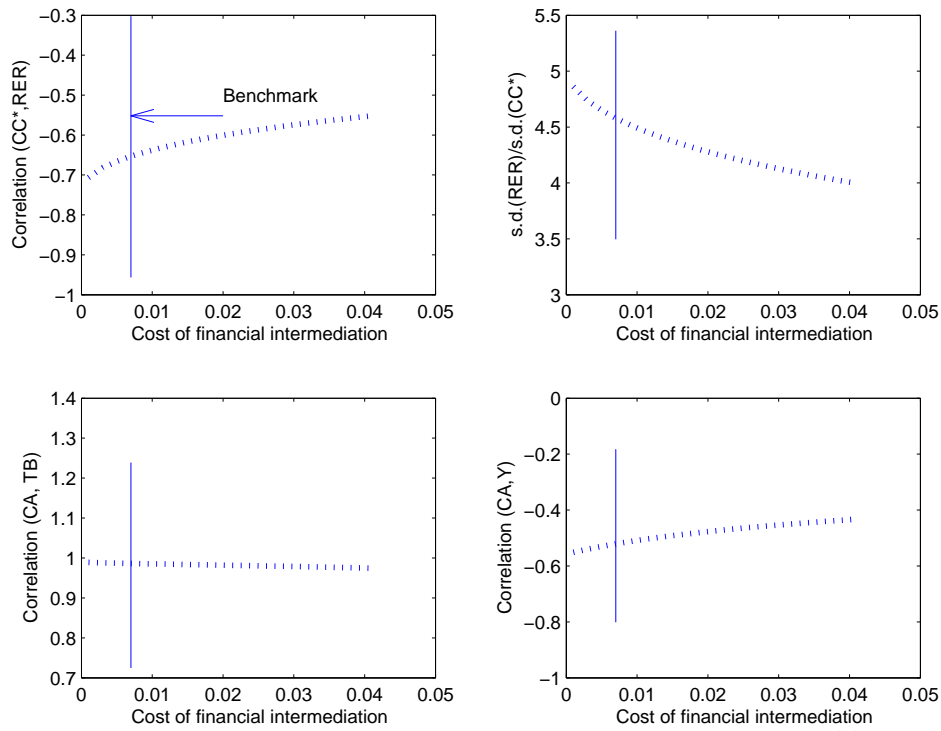 −0.3
−0.4
−0.5
−0.6
−0.7
−0.8
−0.9
−1
Correlation (CC*,RER)
Benchmark
0 0.01 0.02 0.03 0.04 0.05
Cost of financial intermediation
5.5
5
4.5
4
3.5
3
s.d.(RER)/s.d.(CC*)
0 0.01 0.02 0.03 0.04 0.05
Cost of financial intermediation
1.4
1.3
1.2
1.1
1
0.9
0.8
0.7
Correlation (CA, TB)
0 0.01 0.02 0.03 0.04 0.05
Cost of financial intermediation
0
−0.2
−0.4
−0.6
−0.8
−1
Correlation (CA,Y)
0 0.01 0.02 0.03 0.04 0.05
Cost of financial intermediation